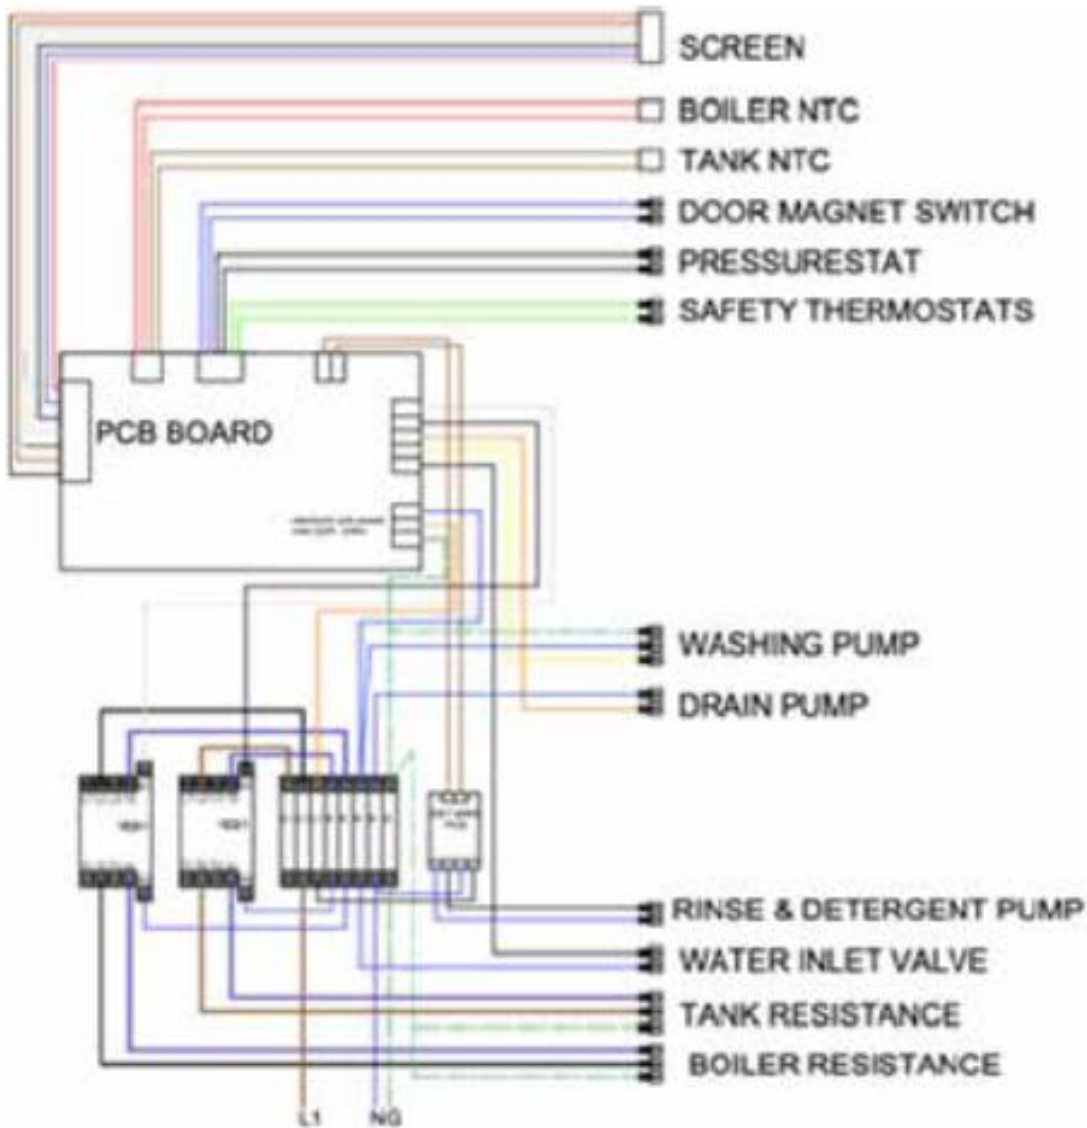 SCREEN
BOILER NTC
TANK NTC
DOOR MAGNET SWITCH
PRESSURESTAT
SAFETY THERMOSTATS
PCB BOARD
WASHING PUMP
DRAIN PUMP
RINSE & DETERGENT PUMP
WATER INLET VALVE
TANK RESISTANCE
BOILER RESISTANCE
L1
NG